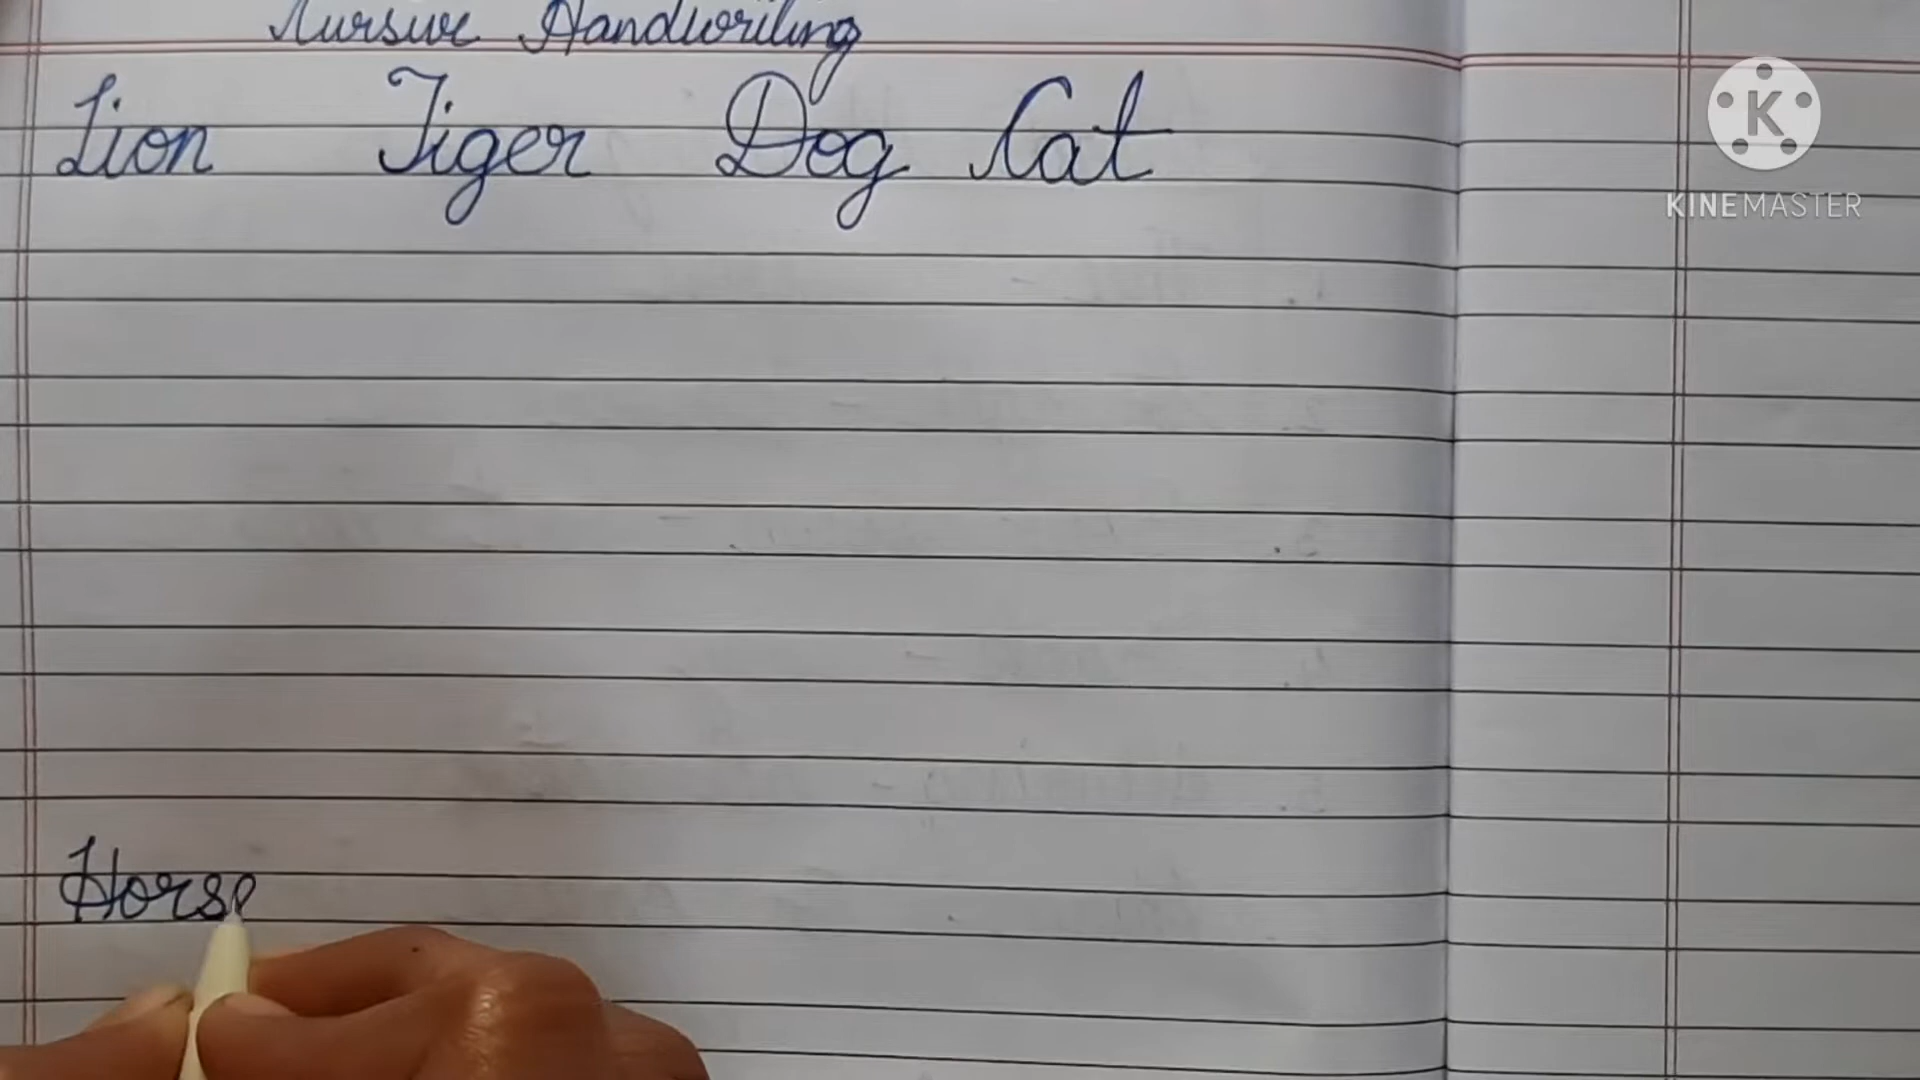 Cursive Handwriting
Lion Tiger Dog Cat
K
KINEMASTER
Horse